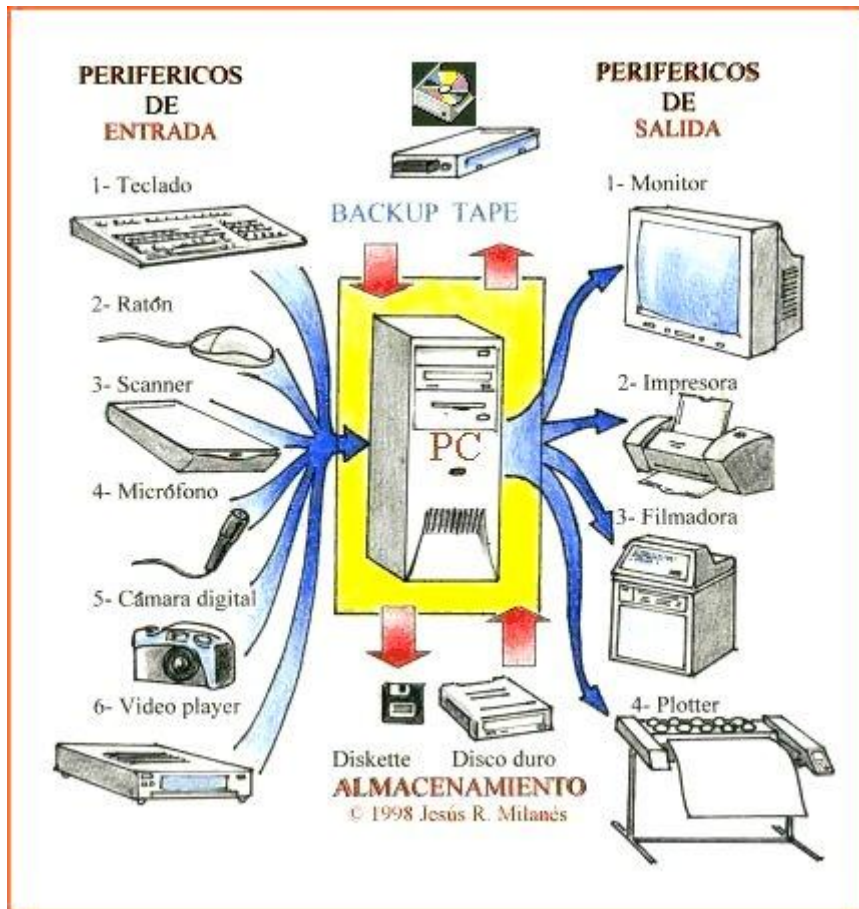 PERIFERICOS
DE
ENTRADA
1- Teclado
2- Ratón
3- Scanner
4- Micrófono
5- Cámara digital
6- Video player
BACKUP TAPE
PC
Diskette
Disco duro
ALMACENAMIENTO
© 1998 Jesús R. Milanés
PERIFERICOS
DE
SALIDA
1- Monitor
2- Impresora
3- Filmadora
4- Plotter